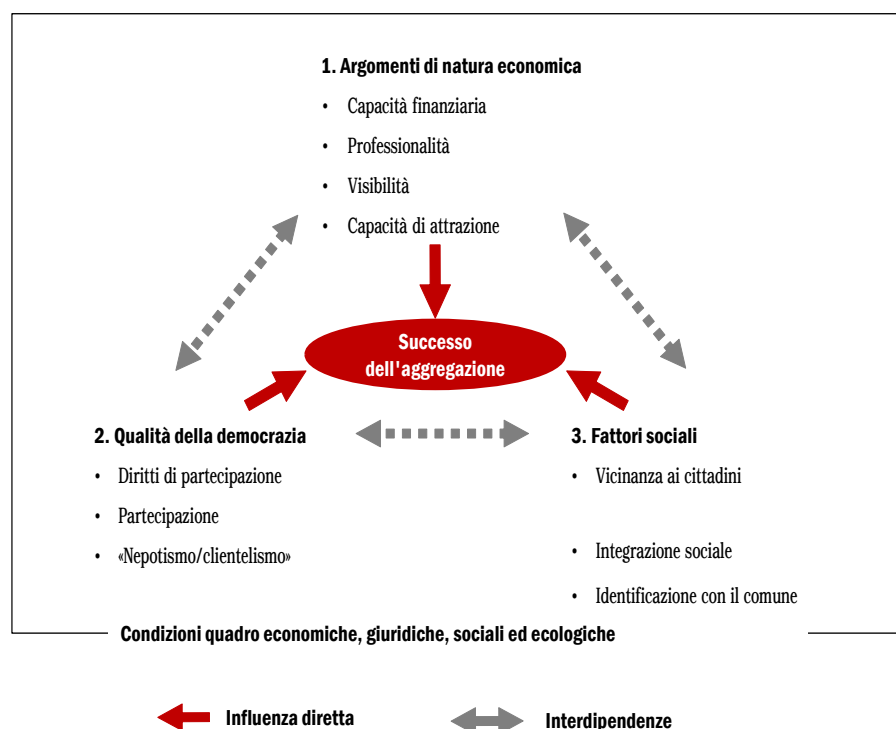 1. Argomenti di natura economica
• Capacità finanziaria
• Professionalità
• Visibilità
• Capacità di attrazione
Successo
dell'aggregazione
2. Qualità della democrazia
• Diritti di partecipazione
• Partecipazione
• «Nepotismo/clientelismo»
3. Fattori sociali
• Vicinanza ai cittadini
• Integrazione sociale
• Identificazione con il comune
Condizioni quadro economiche, giuridiche, sociali ed ecologiche
Influenza diretta
Interdipendenze